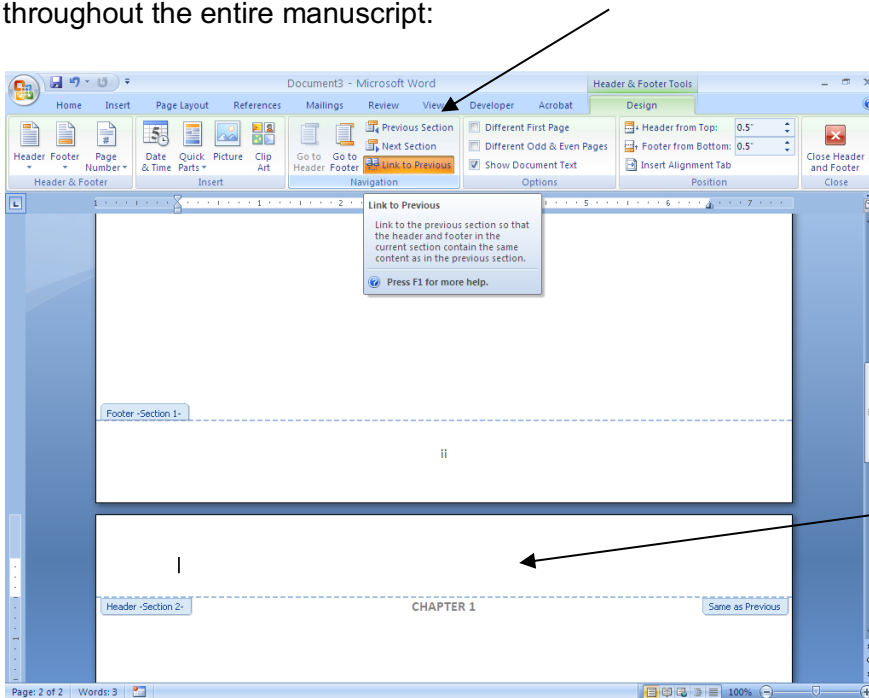 throughout the entire manuscript:
Document3 - Microsoft Word
Header & Footer Tools
Home Insert Page Layout References Mailings Review View Developer Acrobat Design
Header Footer Page Number
Header & Footer
Date & Time Quick Parts Picture Clip Art
Insert
Go to Header Go to Footer
Previous Section
Next Section
Link to Previous
Navigation
Different First Page
Different Odd & Even Pages
Show Document Text
Options
Header from Top: 0.5"
Footer from Bottom: 0.5"
Insert Alignment Tab
Position
Close Header and Footer
Close
1 1 2 5 6 7
Link to Previous
Link to the previous section so that
the header and footer in the
current section contain the same
content as in the previous section.
Press F1 for more help.
Footer -Section 1-
ii
Header -Section 2-
CHAPTER 1
Same as Previous
Page: 2 of 2 Words: 3 100%